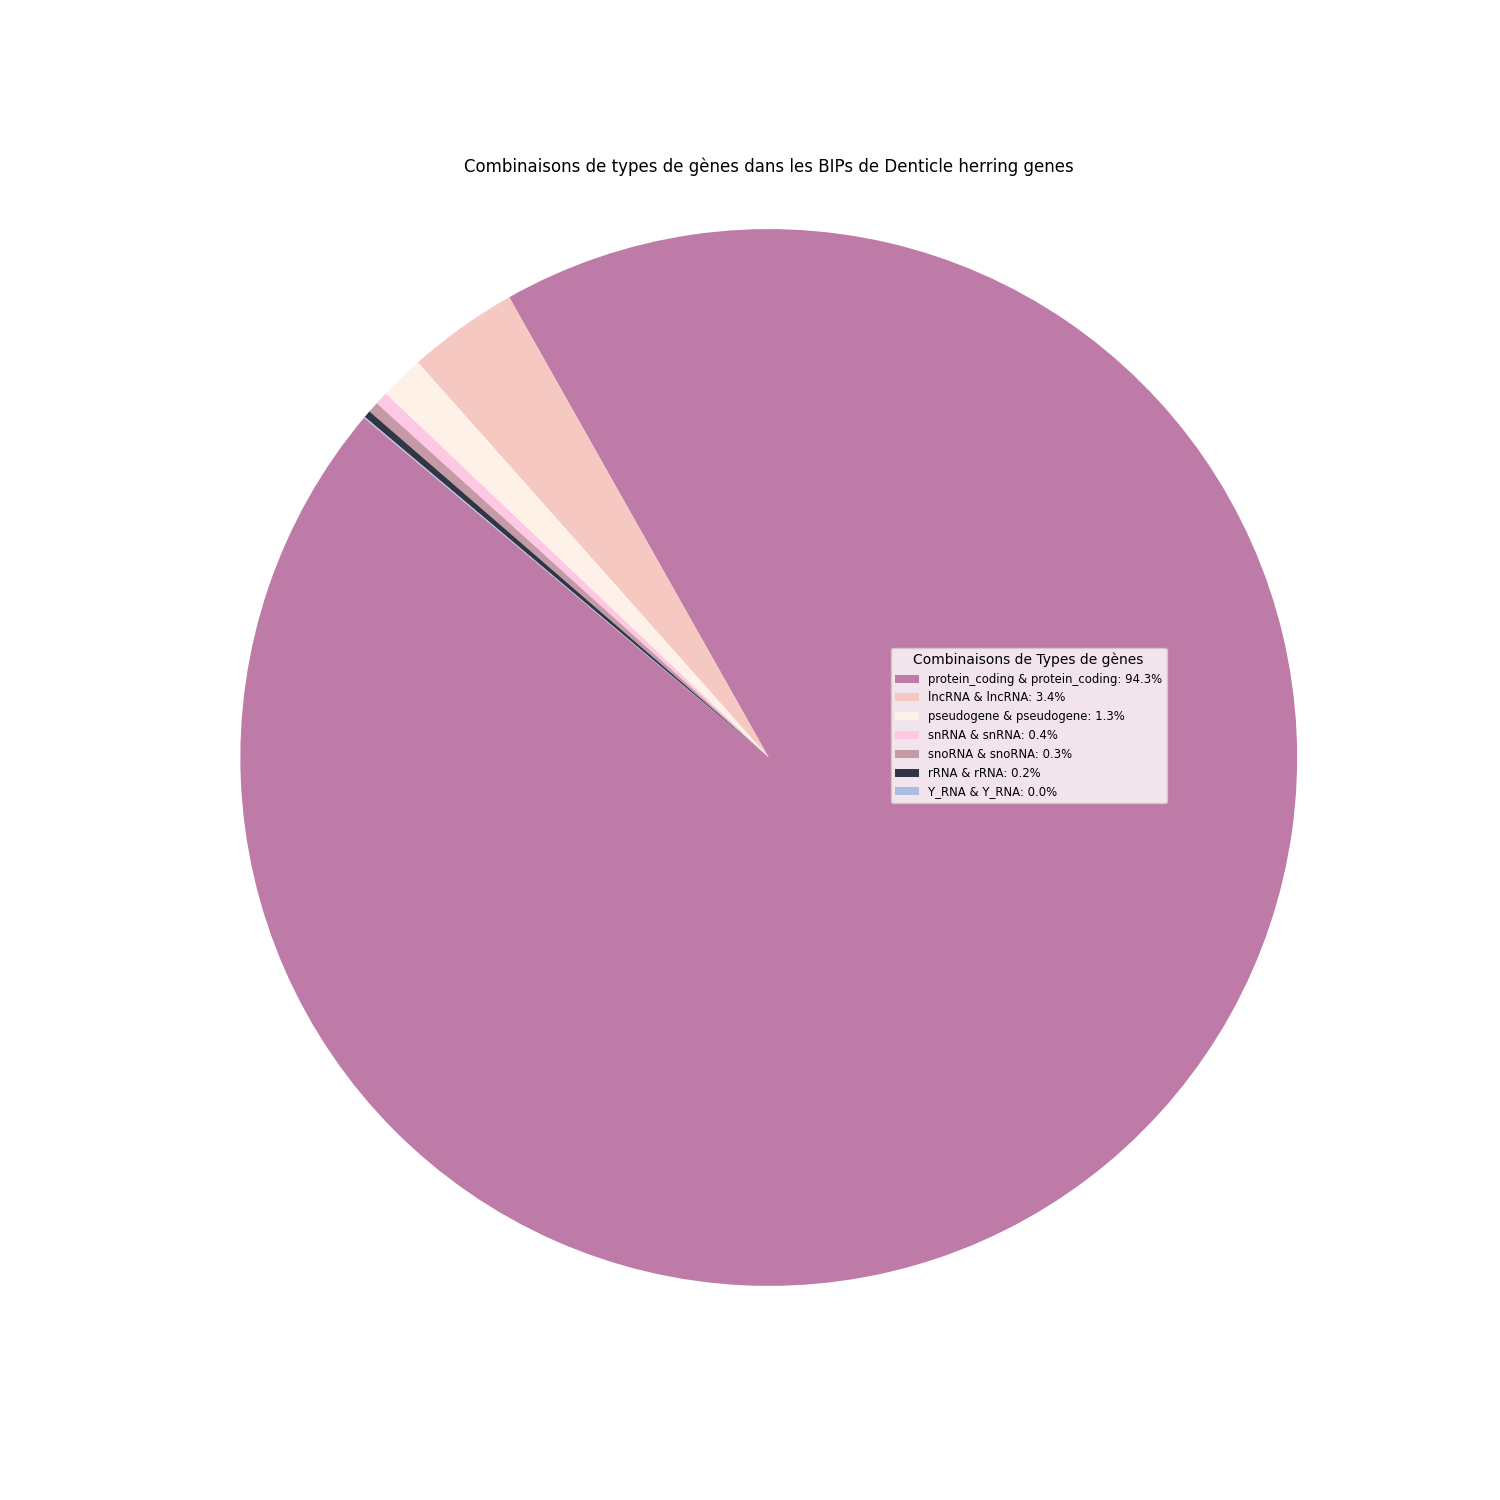 Combinaisons de types de gènes dans les BIPs de Denticle herring genes
Combinaisons de Types de gènes
protein_coding & protein_coding: 94.3%
lncRNA & lncRNA: 3.4%
pseudogene & pseudogene: 1.3%
snRNA & snRNA: 0.4%
snoRNA & snoRNA: 0.3%
rRNA & rRNA: 0.2%
Y_RNA & Y_RNA: 0.0%